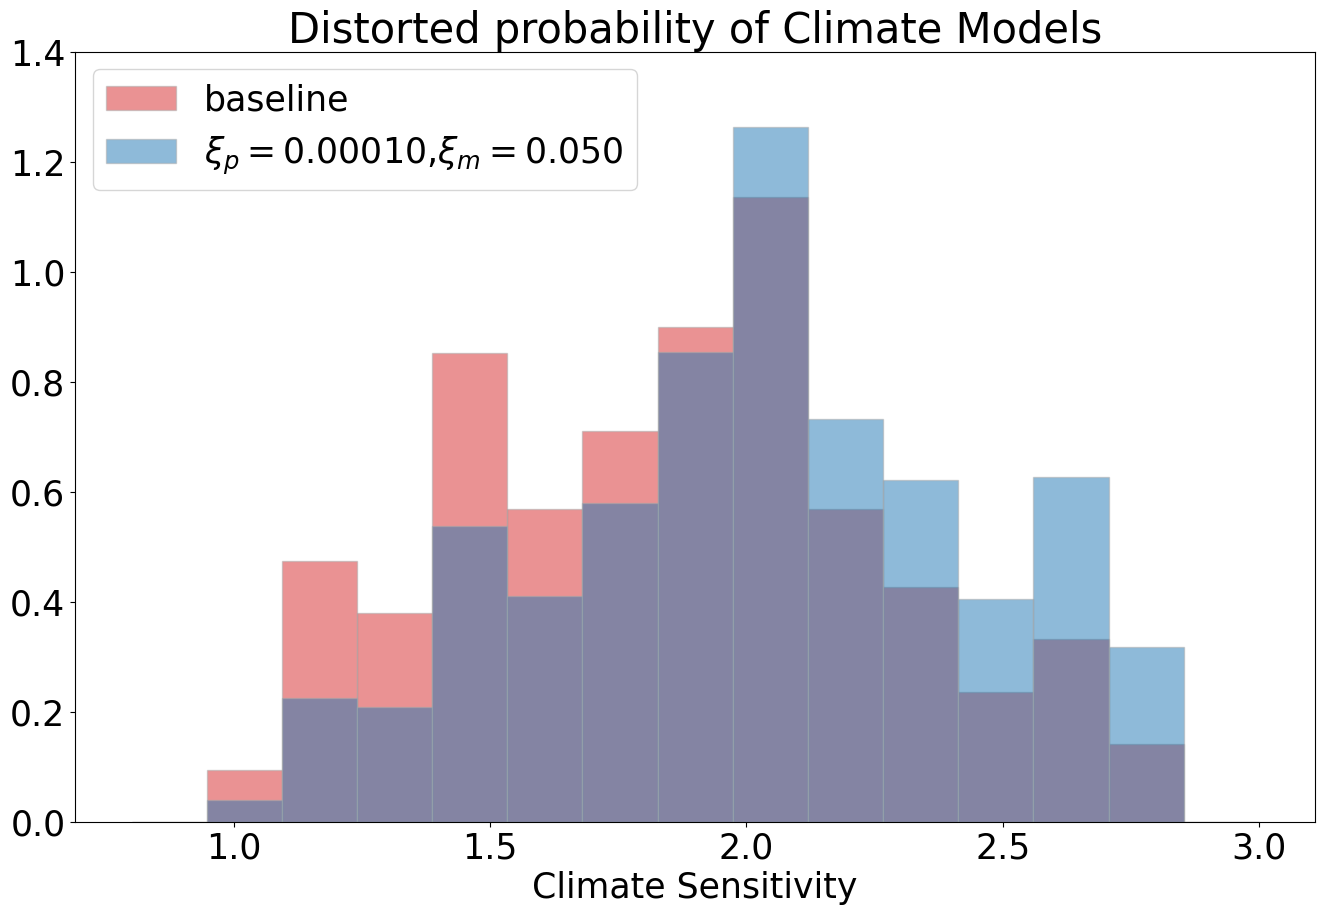 Distorted probability of Climate Models
baseline
ξₚ = 0.00010,ξₘ = 0.050
1.4
1.2
1.0
0.8
0.6
0.4
0.2
0.0
1.0 1.5 2.0 2.5 3.0
Climate Sensitivity